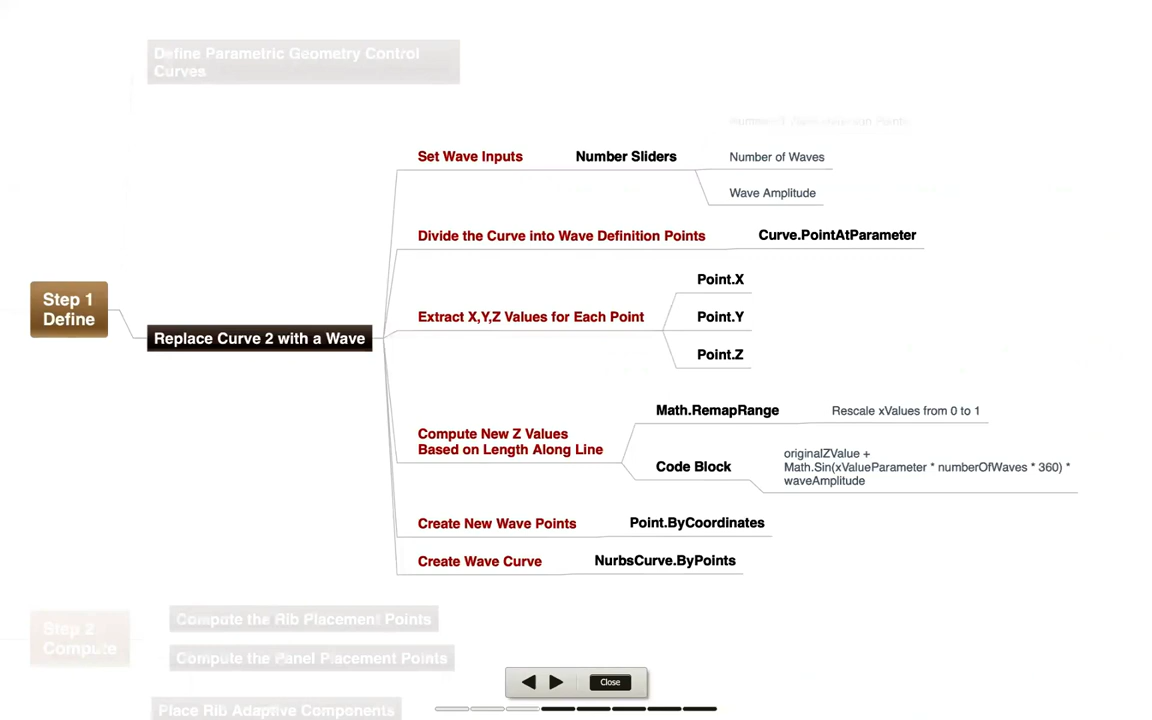 Define Parametric Geometry Control
Curves
Set Wave Inputs
Number Sliders
Number of Waves
Wave Amplitude
Divide the Curve into Wave Definition Points
Curve.PointAtParameter
Extract X,Y,Z Values for Each Point
Point.X
Point.Y
Point.Z
Step 1
Define
Replace Curve 2 with a Wave
Compute New Z Values
Based on Length Along Line
Math.RemapRange
Rescale xValues from 0 to 1
Code Block
originalZValue +
Math.Sin(xValueParameter * numberOfWaves * 360) *
waveAmplitude
Create New Wave Points
Point.ByCoordinates
Create Wave Curve
NurbsCurve.ByPoints
Step 2
Compute
Compute the Rib Placement Points
Compute the Panel Placement Points
Place Rib Adaptive Components
Close